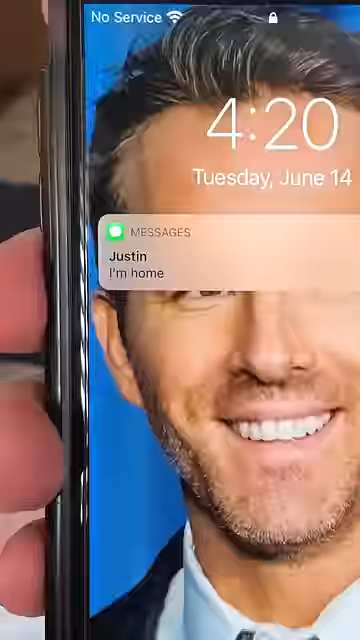 No Service
4:20
Tuesday, June 14
MESSAGES
Justin
I'm home